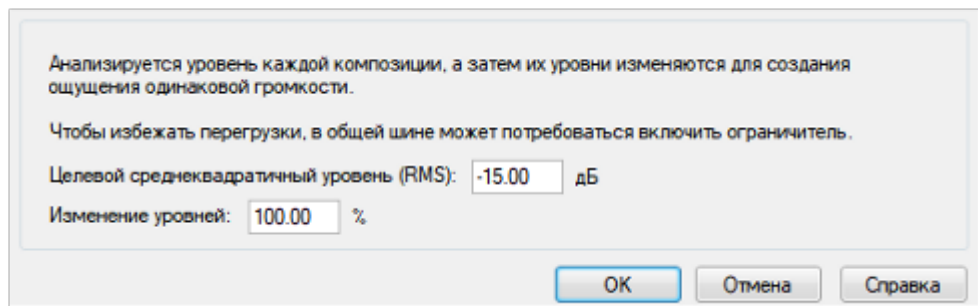 Анализируется уровень каждой композиции, а затем их уровни изменяются для создания
ощущения одинаковой громкости.
Чтобы избежать перегрузки, в общей шине может потребоваться включить ограничитель.
Целевой среднеквадратичный уровень (RMS): -15.00 дБ
Изменение уровней: 100.00 %
OK Отмена Справка